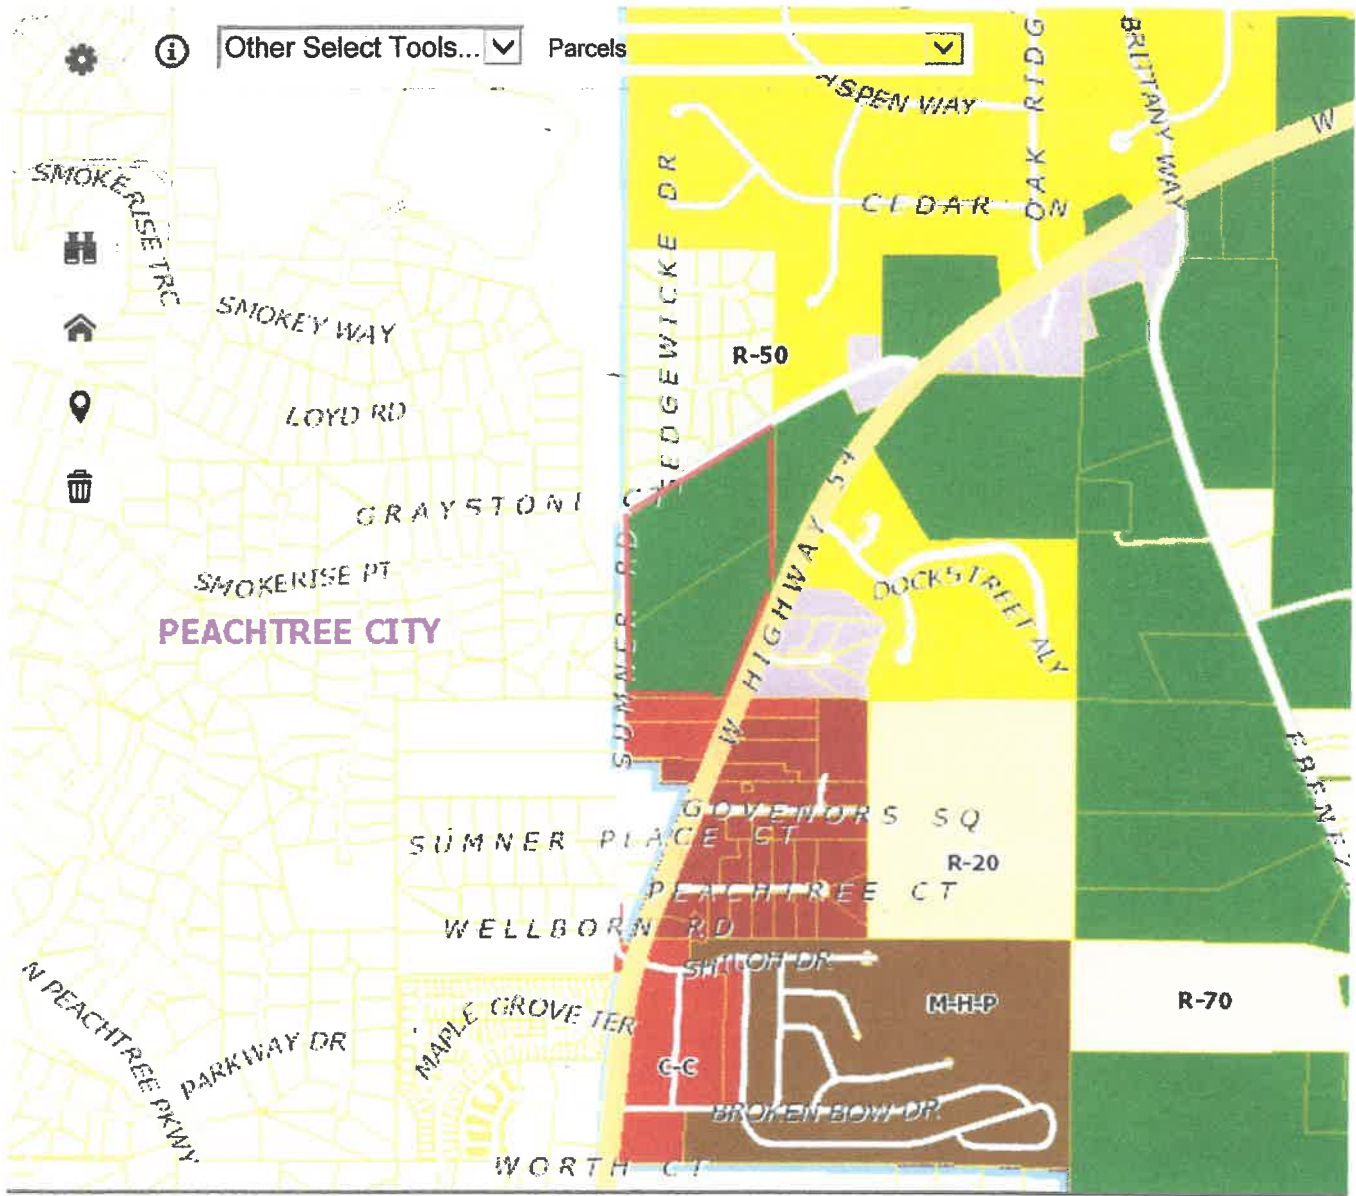 Other Select Tools...
Parcels
ASPEN WAY
OAK RIDG
BRITTANY WAY
W
SMOKERISE TRC
SEDGEWICKE DR
CEDAR
SMOKEY WAY
R-50
LOYD RD
W HIGHWAY 54
GRAYSTONE CT
SUMNER RD
SMOKERISE PT
DOCKSTREET ALY
PEACHTREE CITY
EBENEZ
GOVENORS SQ
SUMNER PLACE CT
R-20
PEACHTREE CT
WELLBORN RD
SHILOH DR
N PEACHTREE PKWY
MAPLE GROVE TER
M-H-P
R-70
PARKWAY DR
C-C
BROKEN BOW DR
WORTH CT